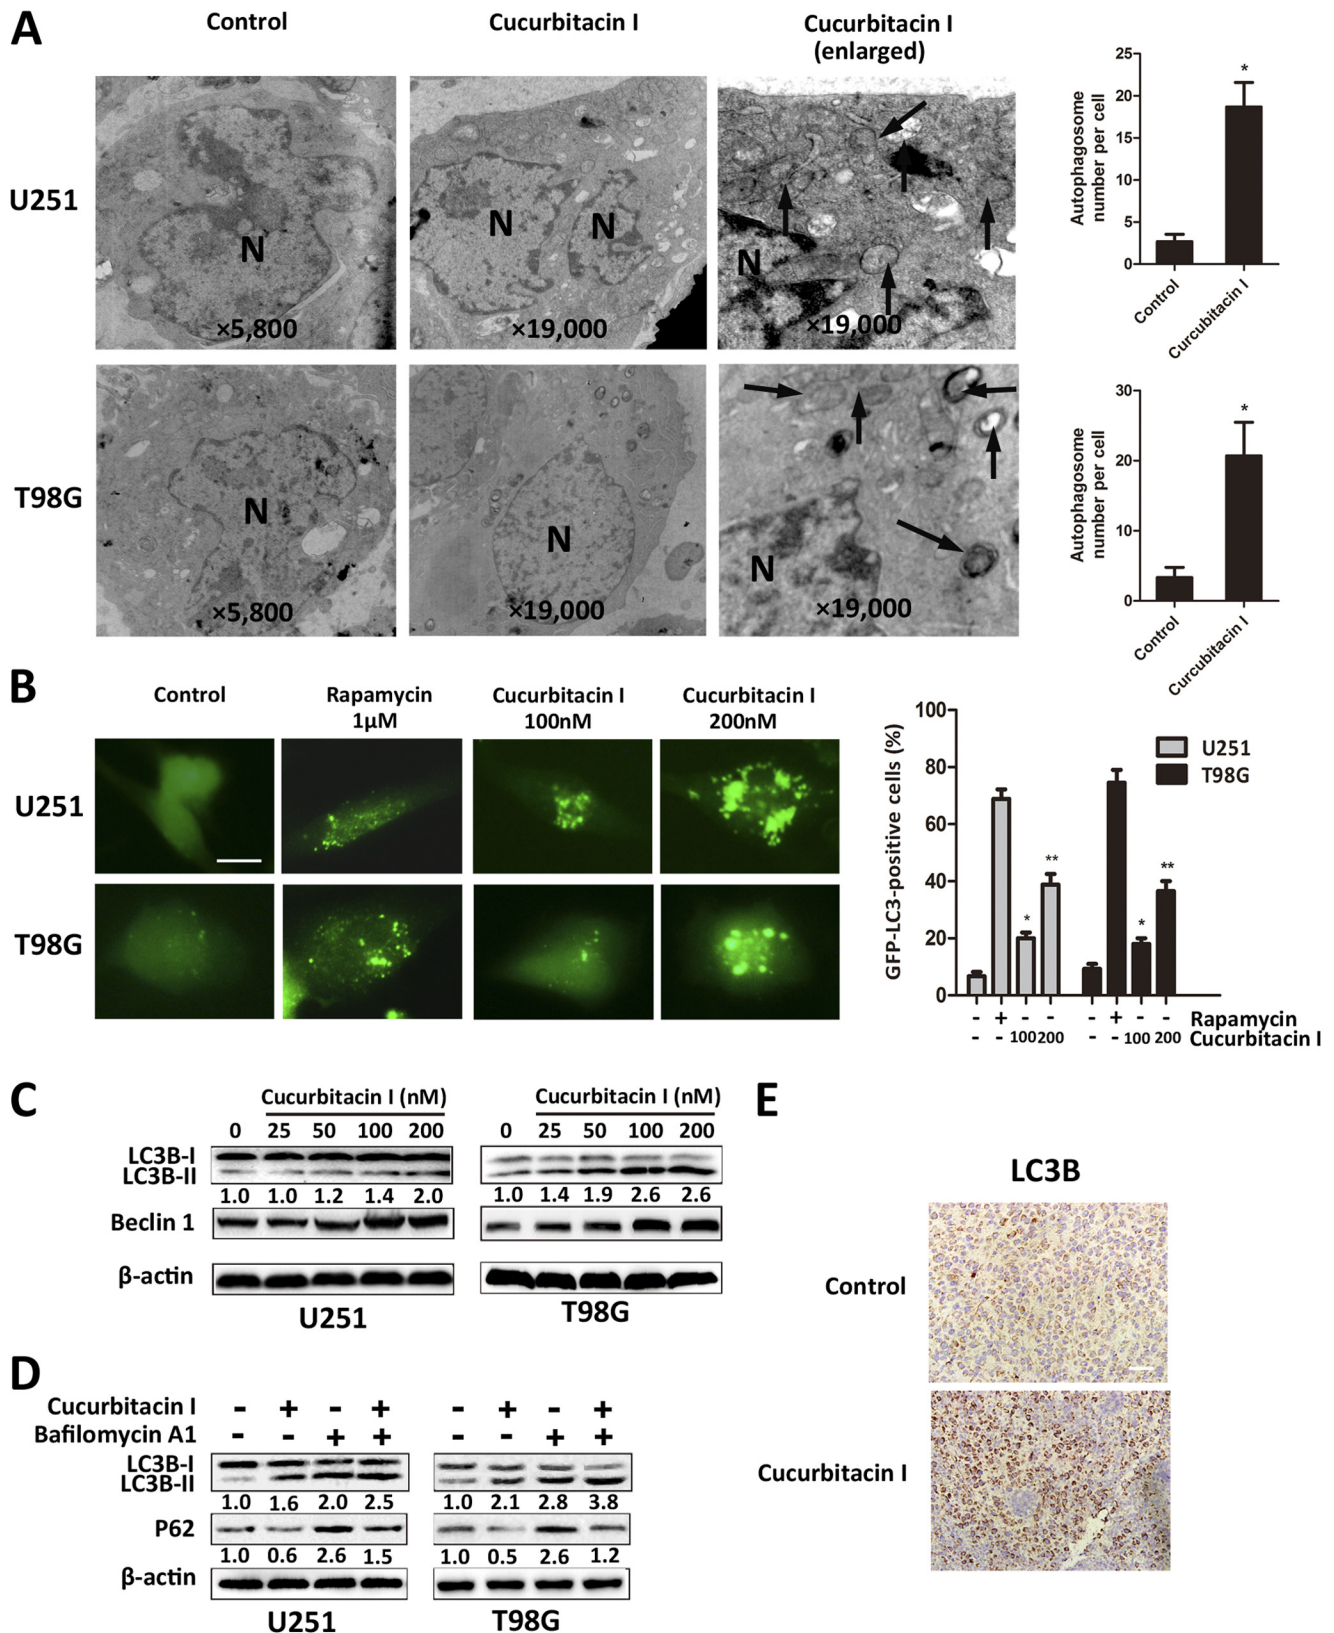 A
Control
Cucurbitacin I
Cucurbitacin I
(enlarged)
U251
N
×5,800
N
N
×19,000
N
×19,000
Autophagosome
number per cell
25
20
15
10
5
0
*
Control
Curcubitacin I
T98G
N
×5,800
N
×19,000
N
×19,000
Autophagosome
number per cell
30
20
10
0
*
Control
Curcubitacin I
B
Control
Rapamycin
1μM
Cucurbitacin I
100nM
Cucurbitacin I
200nM
U251
T98G
GFP-LC3-positive cells (%)
100
80
60
40
20
0
U251
T98G
* ** * **
- + - - - + - - Rapamycin
- - 100 200 - - 100 200 Cucurbitacin I
C
Cucurbitacin I (nM)
0 25 50 100 200
LC3B-I
LC3B-II
1.0 1.0 1.2 1.4 2.0
Beclin 1
β-actin
U251
Cucurbitacin I (nM)
0 25 50 100 200
1.0 1.4 1.9 2.6 2.6
T98G
D
Cucurbitacin I - + - + - + - +
Bafilomycin A1 - - + + - - + +
LC3B-I
LC3B-II
1.0 1.6 2.0 2.5 1.0 2.1 2.8 3.8
P62
1.0 0.6 2.6 1.5 1.0 0.5 2.6 1.2
β-actin
U251 T98G
E
LC3B
Control
Cucurbitacin I